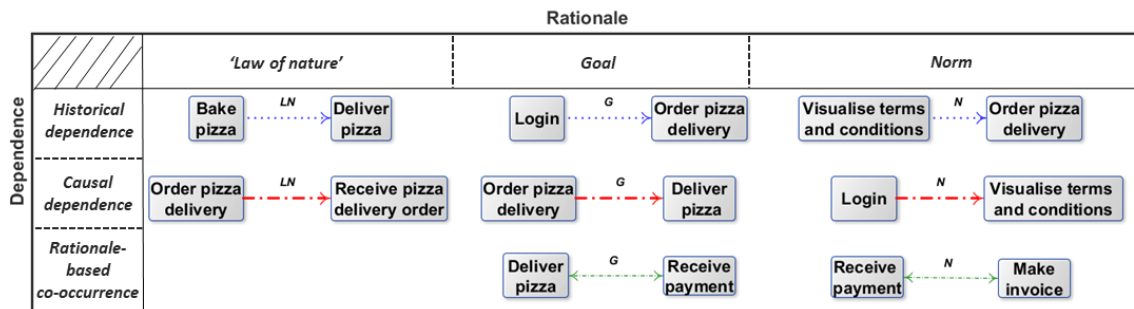 Rationale
'Law of nature'
Goal
Norm
Dependence
Historical
dependence
Bake
pizza
LN
Deliver
pizza
Login
G
Order pizza
delivery
Visualise terms
and conditions
N
Order pizza
delivery
Causal
dependence
Order pizza
delivery
LN
Receive pizza
delivery order
Order pizza
delivery
G
Deliver
pizza
Login
N
Visualise terms
and conditions
Rationale-
based
co-occurrence
Deliver
pizza
G
Receive
payment
Receive
payment
N
Make
invoice